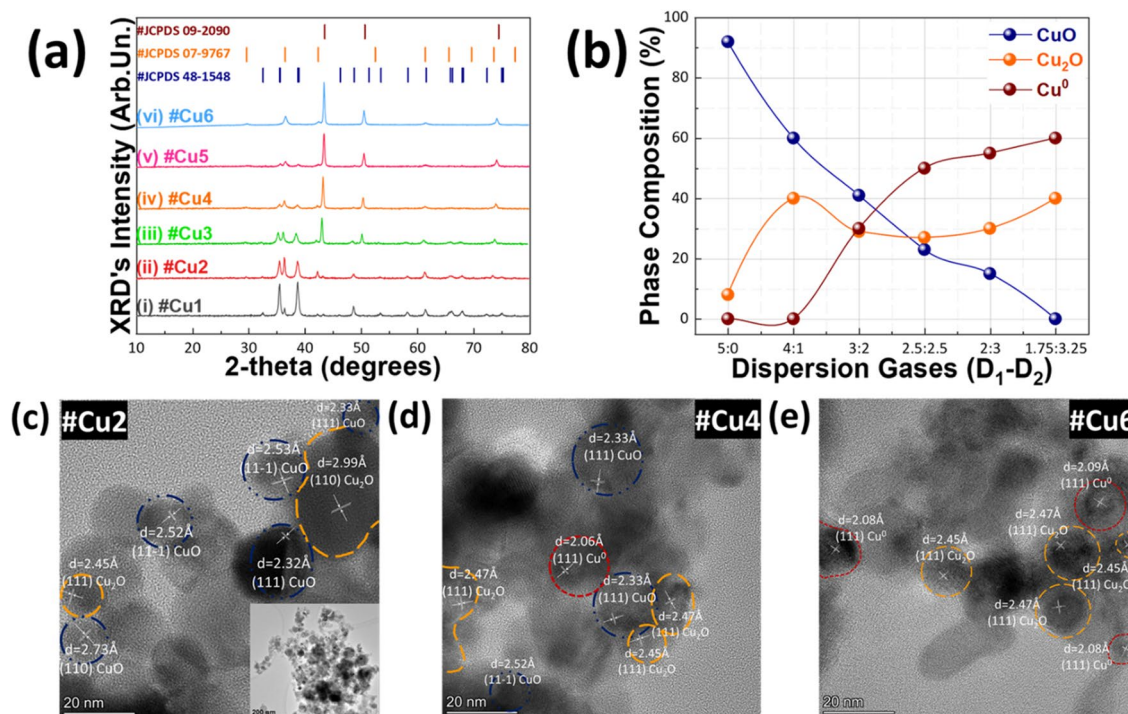 (a)
#JCPDS 09-2090
#JCPDS 07-9767
#JCPDS 48-1548
(vi) #Cu6
(v) #Cu5
(iv) #Cu4
(iii) #Cu3
(ii) #Cu2
(i) #Cu1
XRD's Intensity (Arb.Un.)
10 20 30 40 50 60 70 80
2-theta (degrees)
(b)
CuO
Cu₂O
Cu⁰
Phase Composition (%)
100
80
60
40
20
0
5:0 4:1 3:2 2.5:2.5 2:3 1.75:3.25
Dispersion Gases (D₁-D₂)
(c)
#Cu2
d=2.33Å
(111) CuO
d=2.53Å
(11-1) CuO
d=2.99Å
(110) Cu₂O
d=2.52Å
(11-1) CuO
d=2.45Å
(111) Cu₂O
d=2.32Å
(111) CuO
d=2.73Å
(110) CuO
20 nm
200 nm
(d)
#Cu4
d=2.33Å
(111) CuO
d=2.06Å
(111) Cu⁰
d=2.47Å
(111) Cu₂O
d=2.33Å
(111) CuO
d=2.47Å
(111) Cu₂O
d=2.45Å
(111) Cu₂O
d=2.52Å
(11-1) CuO
20 nm
(e)
#Cu6
d=2.09Å
(111) Cu⁰
d=2.08Å
(111) Cu⁰
d=2.47Å
(111) Cu₂O
d=2.45Å
(111) Cu₂O
d=2.45Å
(111) Cu₂O
d=2.47Å
(111) Cu₂O
d=2.08Å
(111) Cu⁰
20 nm